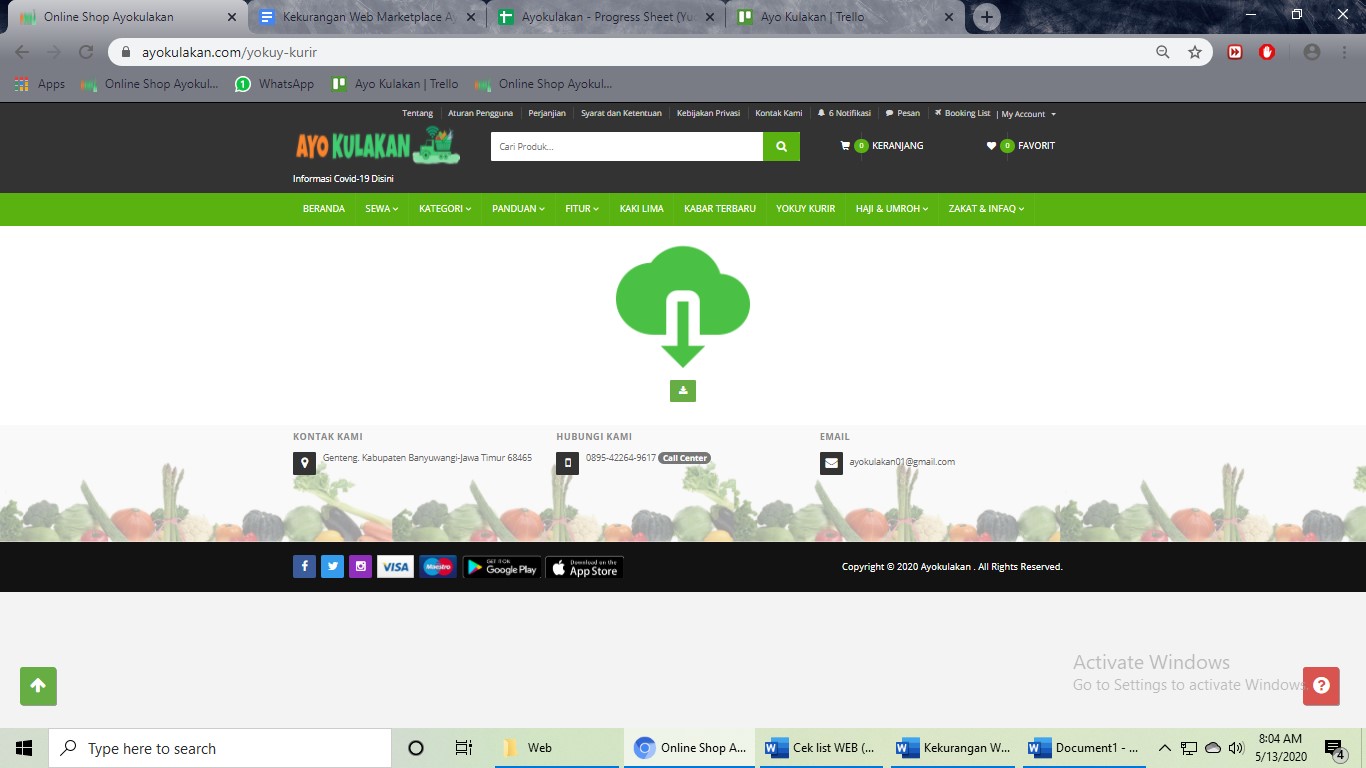 Online Shop Ayokulakan
Kekurangan Web Marketplace Ay
Ayokulakan - Progress Sheet (Yud
Ayo Kulakan | Trello
ayokulakan.com/yokuy-kurir
Apps
Online Shop Ayokul...
WhatsApp
Ayo Kulakan | Trello
Online Shop Ayokul...
Tentang
Aturan Pengguna
Perjanjian
Syarat dan Ketentuan
Kebijakan Privasi
Kontak Kami
6 Notifikasi
Pesan
Booking List
| My Account
AYO KULAKAN
Cari Produk...
0 KERANJANG
0 FAVORIT
Informasi Covid-19 Disini
BERANDA
SEWA
KATEGORI
PANDUAN
FITUR
KAKI LIMA
KABAR TERBARU
YOKUY KURIR
HAJI & UMROH
ZAKAT & INFAQ
KONTAK KAMI
Genteng. Kabupaten Banyuwangi-Jawa Timur 68465
HUBUNGI KAMI
0895-42264-9617 Call Center
EMAIL
ayokulakan01@gmail.com
VISA
Maestro
GET IT ON
Google Play
Download on the
App Store
Copyright © 2020 Ayokulakan . All Rights Reserved.
Activate Windows
Go to Settings to activate Windows.
Type here to search
Web
Online Shop A...
Cek list WEB (...
Kekurangan W...
Document1 - ...
8:04 AM
5/13/2020
4